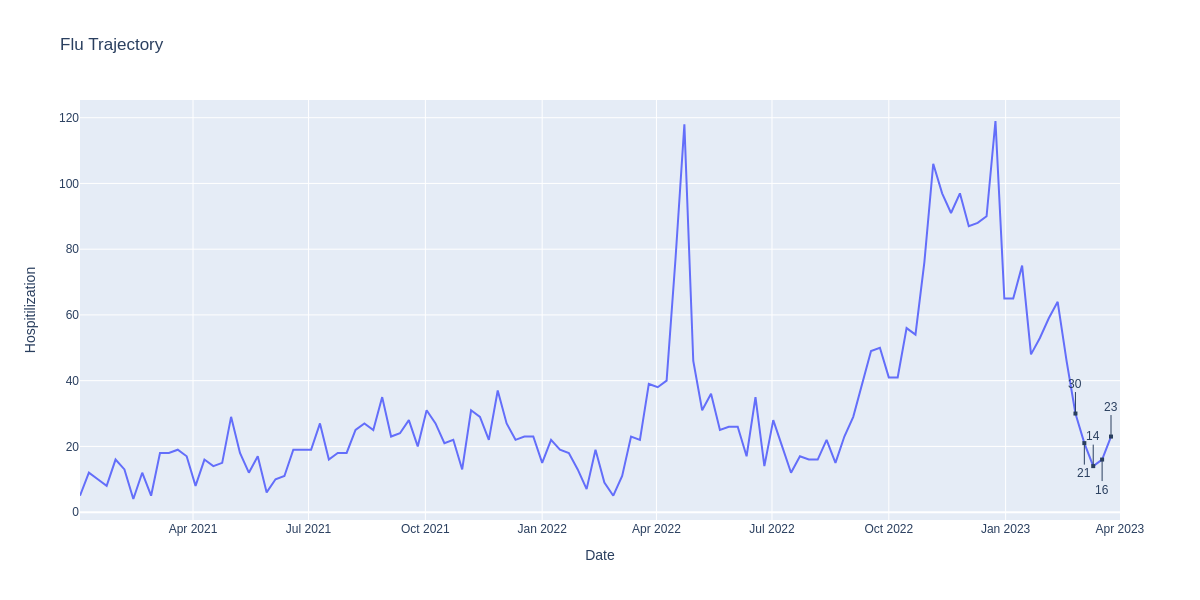 Flu Trajectory
120
100
80
60
40
20
0
Hospitilization
30
21
14
16
23
Apr 2021
Jul 2021
Oct 2021
Jan 2022
Apr 2022
Jul 2022
Oct 2022
Jan 2023
Apr 2023
Date